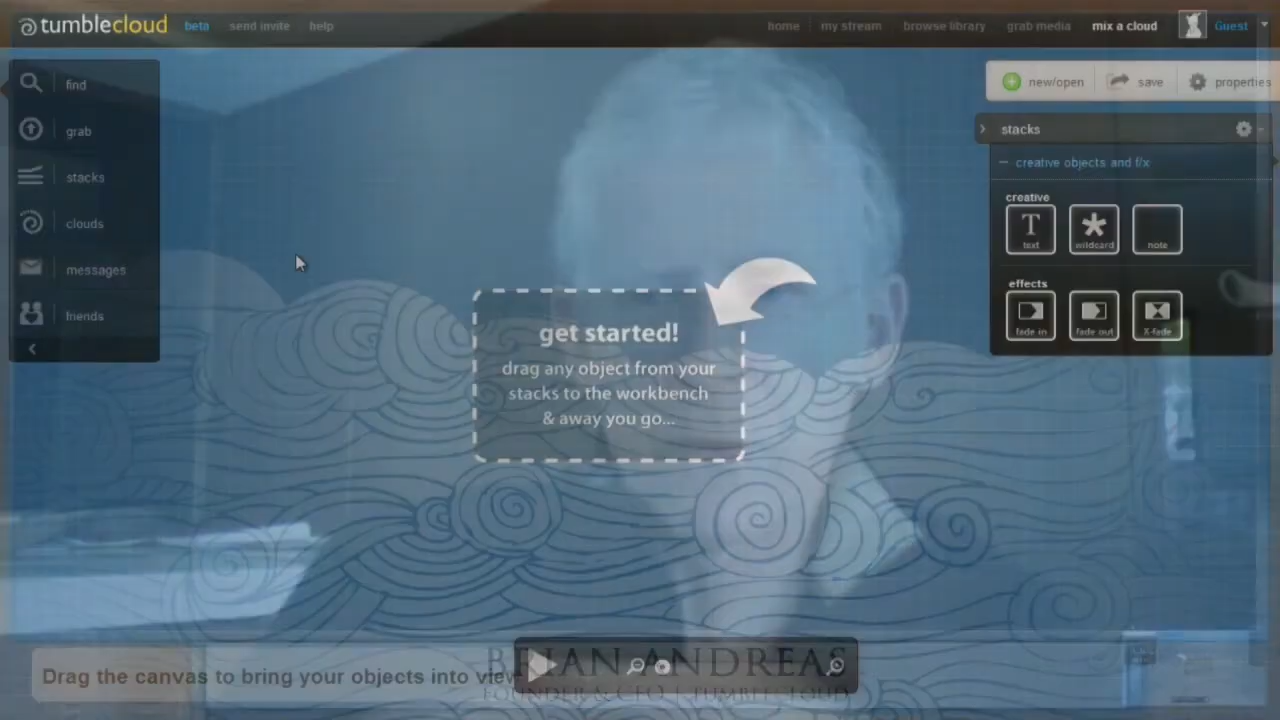 tumblecloud beta send invite help home my stream browse library grab media mix a cloud Guest
find
grab
stacks
clouds
messages
friends
new/open save properties
stacks
creative objects and f/x
creative
T
text wildcard note
effects
fade in fade out X-fade
get started!
drag any object from your
stacks to the workbench
& away you go...
Drag the canvas to bring your objects into view
BRIAN ANDREAS
FOUNDER & CEO | TUMBLECLOUD